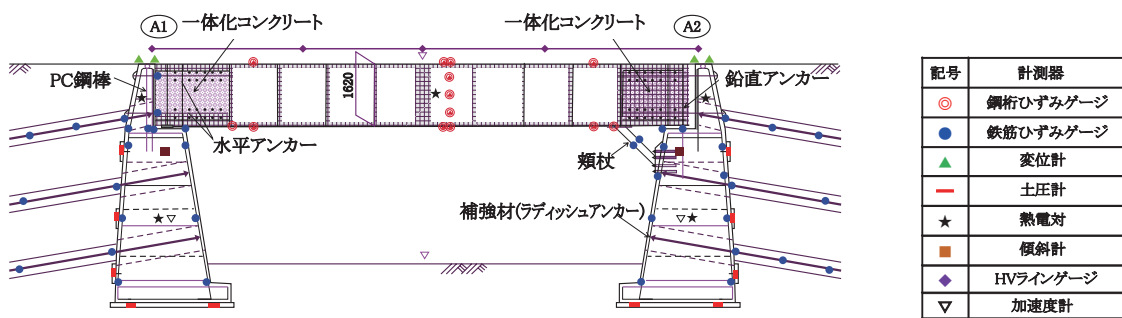 A1
一体化コンクリート
一体化コンクリート
A2
PC鋼棒
1620
鉛直アンカー
水平アンカー
頬杖
補強材(ラディッシュアンカー)
記号 計測器
鋼桁ひずみゲージ
鉄筋ひずみゲージ
変位計
土圧計
熱電対
傾斜計
HVラインゲージ
加速度計